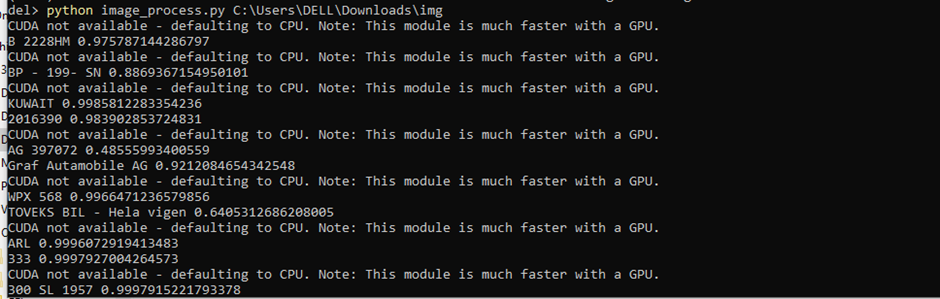 del> python image_process.py C:\Users\DELL\Downloads\img
CUDA not available - defaulting to CPU. Note: This module is much faster with a GPU.
B 2228HM 0.975787144286797
CUDA not available - defaulting to CPU. Note: This module is much faster with a GPU.
BP - 199- SN 0.8869367154950101
CUDA not available - defaulting to CPU. Note: This module is much faster with a GPU.
KUWAIT 0.9985812283354236
2016390 0.983902853724831
CUDA not available - defaulting to CPU. Note: This module is much faster with a GPU.
AG 397072 0.48555993400559
Graf Autamobile AG 0.9212084654342548
CUDA not available - defaulting to CPU. Note: This module is much faster with a GPU.
WPX 568 0.9966471236579856
TOVEKS BIL - Hela vigen 0.6405312686208005
CUDA not available - defaulting to CPU. Note: This module is much faster with a GPU.
ARL 0.9996072919413483
333 0.9997927004264573
CUDA not available - defaulting to CPU. Note: This module is much faster with a GPU.
300 SL 1957 0.9997915221793378